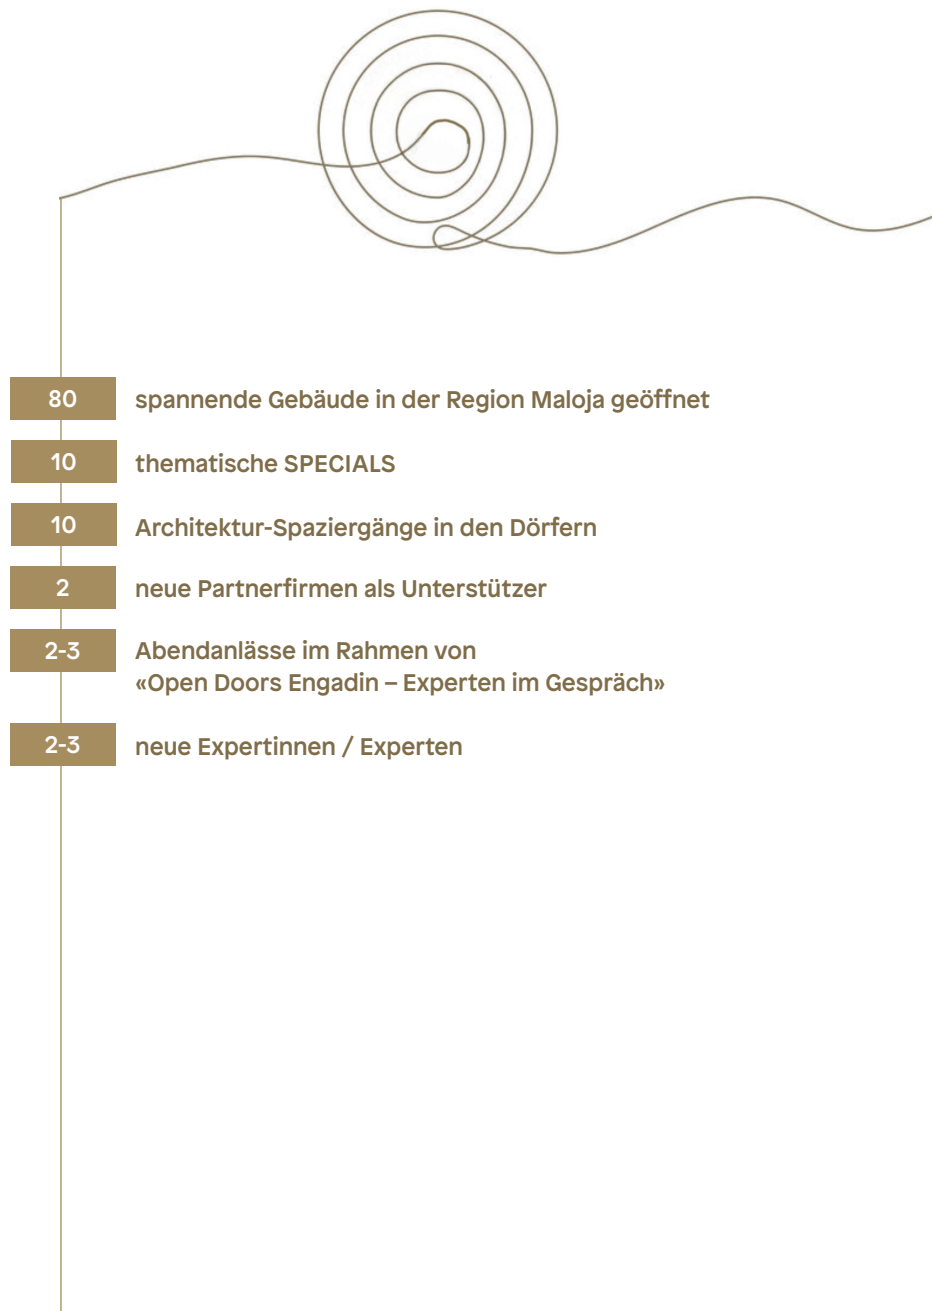 80 spannende Gebäude in der Region Maloja geöffnet
10 thematische SPECIALS
10 Architektur-Spaziergänge in den Dörfern
2 neue Partnerfirmen als Unterstützer
2-3 Abendanlässe im Rahmen von
«Open Doors Engadin – Experten im Gespräch»
2-3 neue Expertinnen / Experten